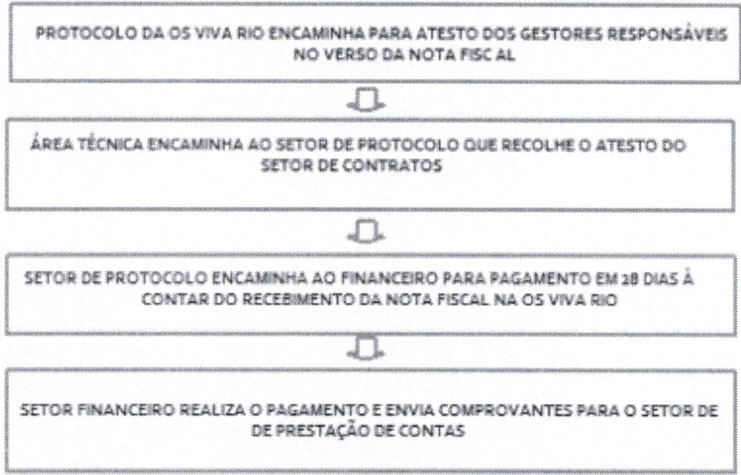 PROTOCOLO DA OS VIVA RIO ENCAMINHA PARA ATESTO DOS GESTORES RESPONSÁVEIS
NO VERSO DA NOTA FISCAL
ÁREA TÉCNICA ENCAMINHA AO SETOR DE PROTOCOLO QUE RECOLHE O ATESTO DO
SETOR DE CONTRATOS
SETOR DE PROTOCOLO ENCAMINHA AO FINANCEIRO PARA PAGAMENTO EM 28 DIAS À
CONTAR DO RECEBIMENTO DA NOTA FISCAL NA OS VIVA RIO
SETOR FINANCEIRO REALIZA O PAGAMENTO E ENVIA COMPROVANTES PARA O SETOR DE
DE PRESTAÇÃO DE CONTAS